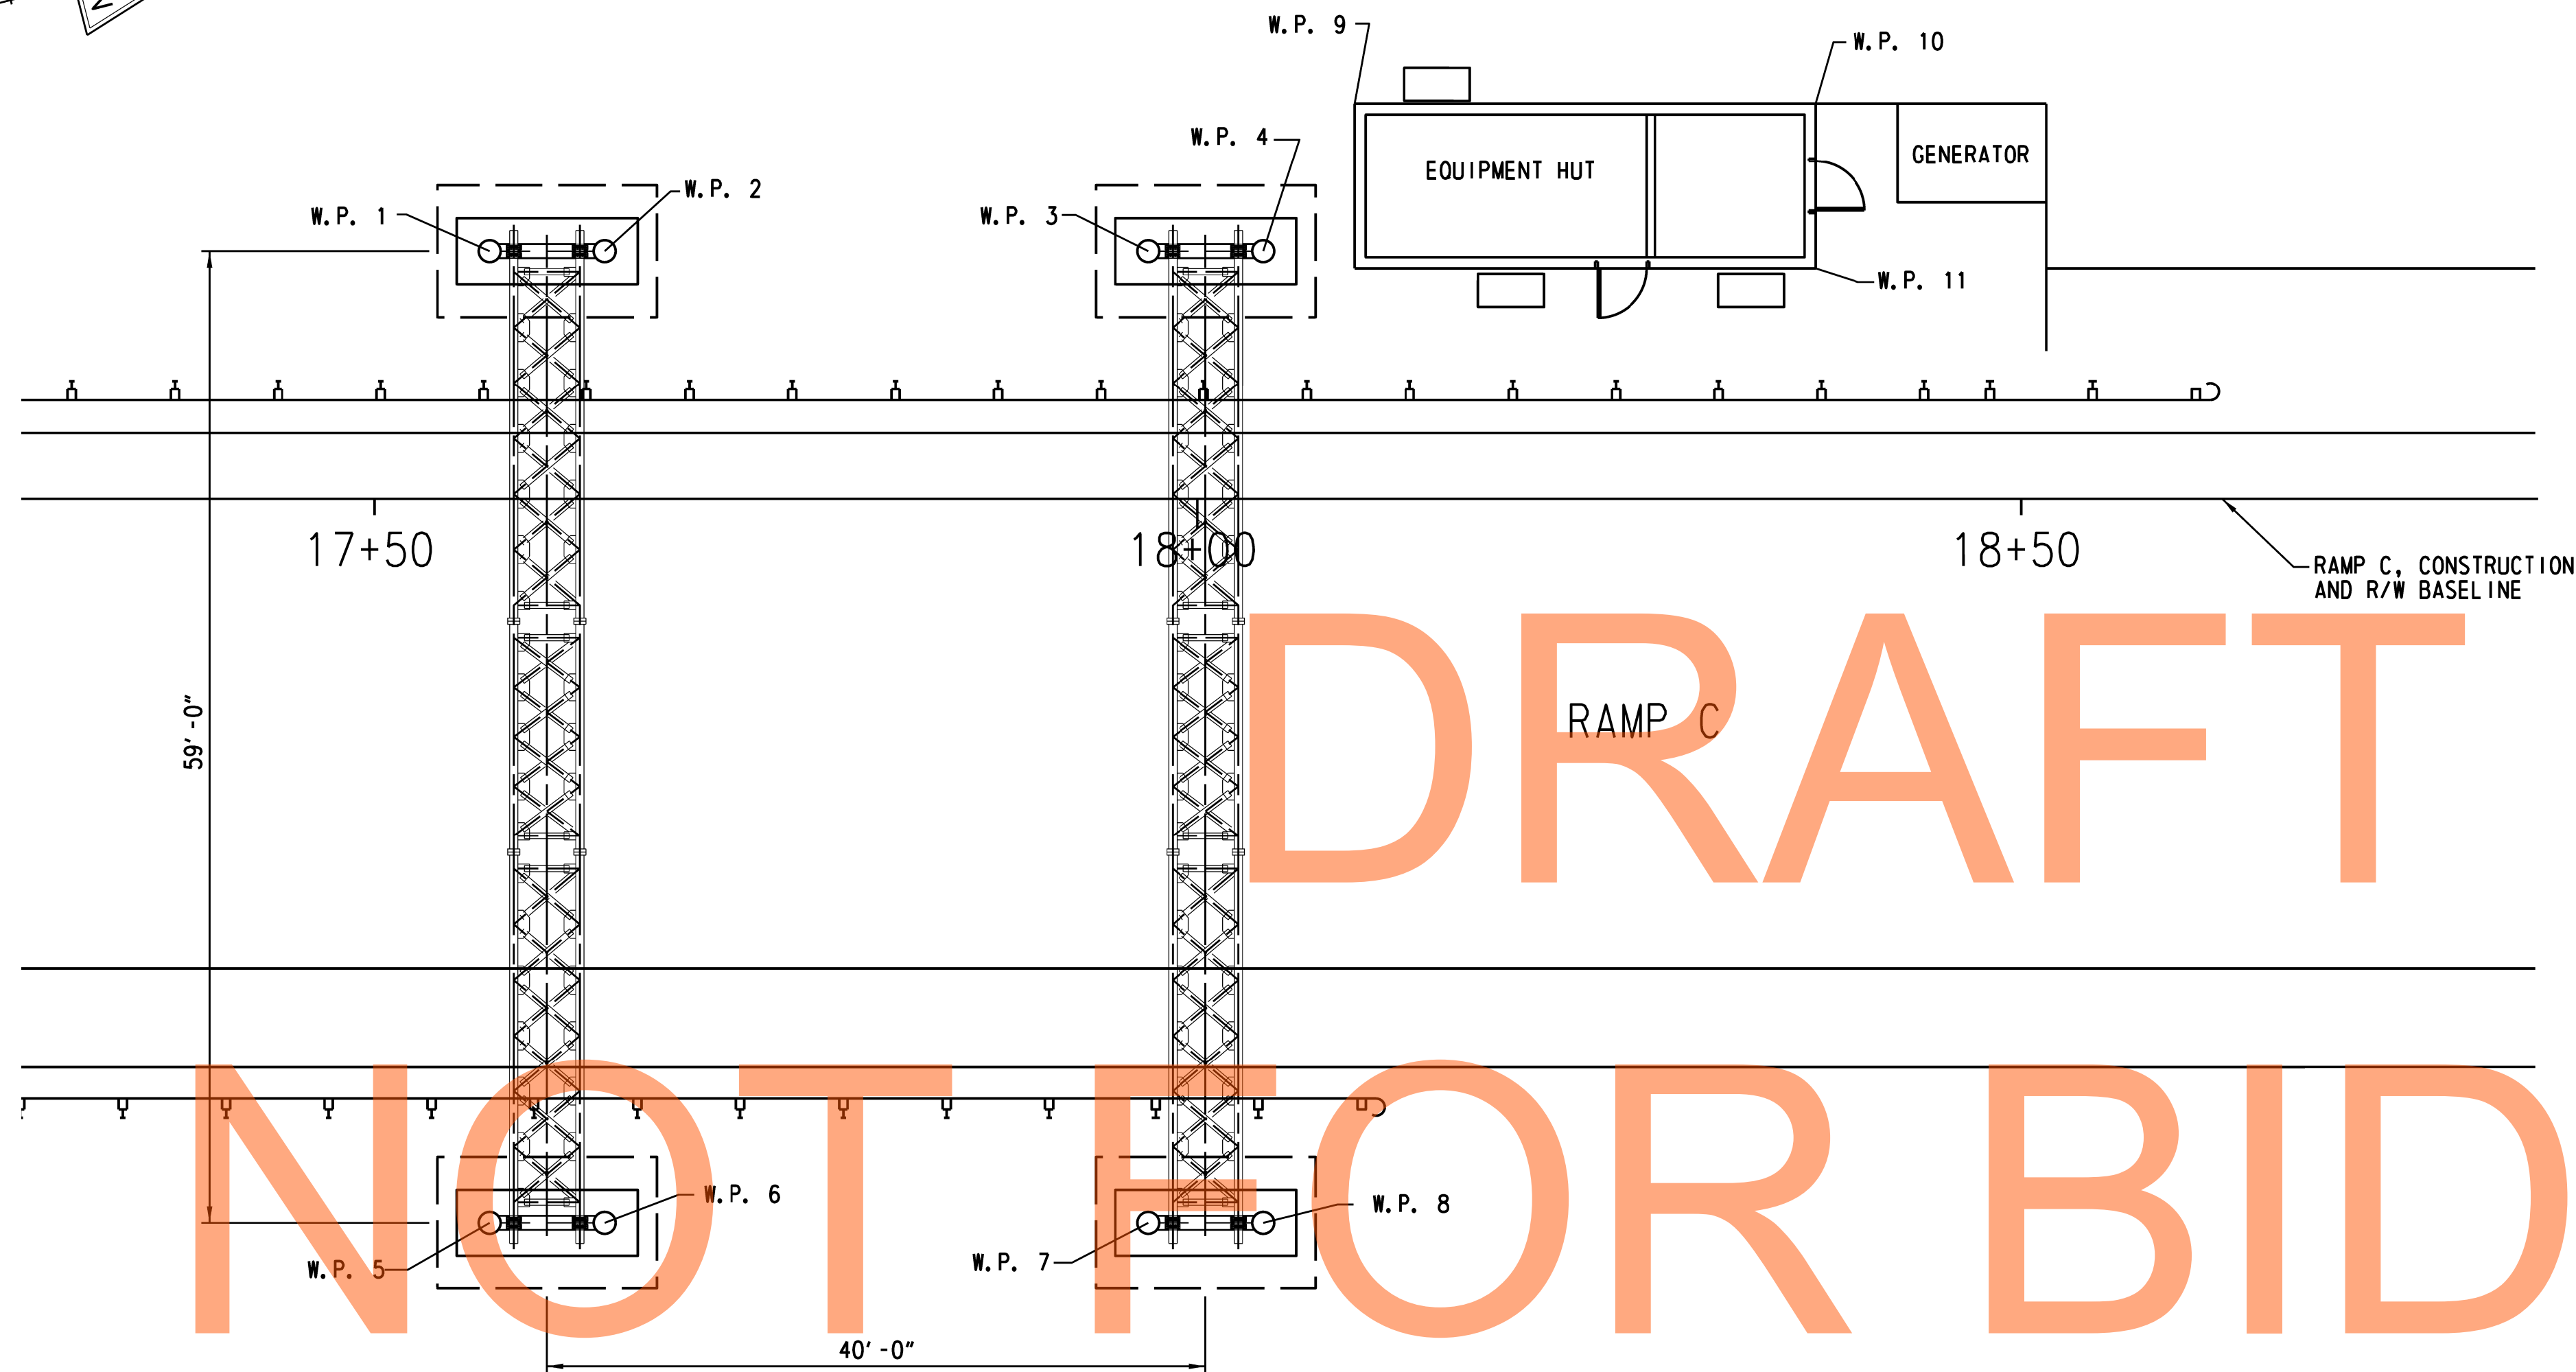 W.P. 9
W.P. 10
W.P. 4
EQUIPMENT HUT
GENERATOR
W.P. 1
W.P. 2
W.P. 3
W.P. 11
17+50
18+00
18+50
RAMP C, CONSTRUCTION
AND R/W BASELINE
DRAFT
59'-0"
RAMP C
NOT FOR BID
W.P. 6
W.P. 8
W.P. 5
W.P. 7
40'-0"